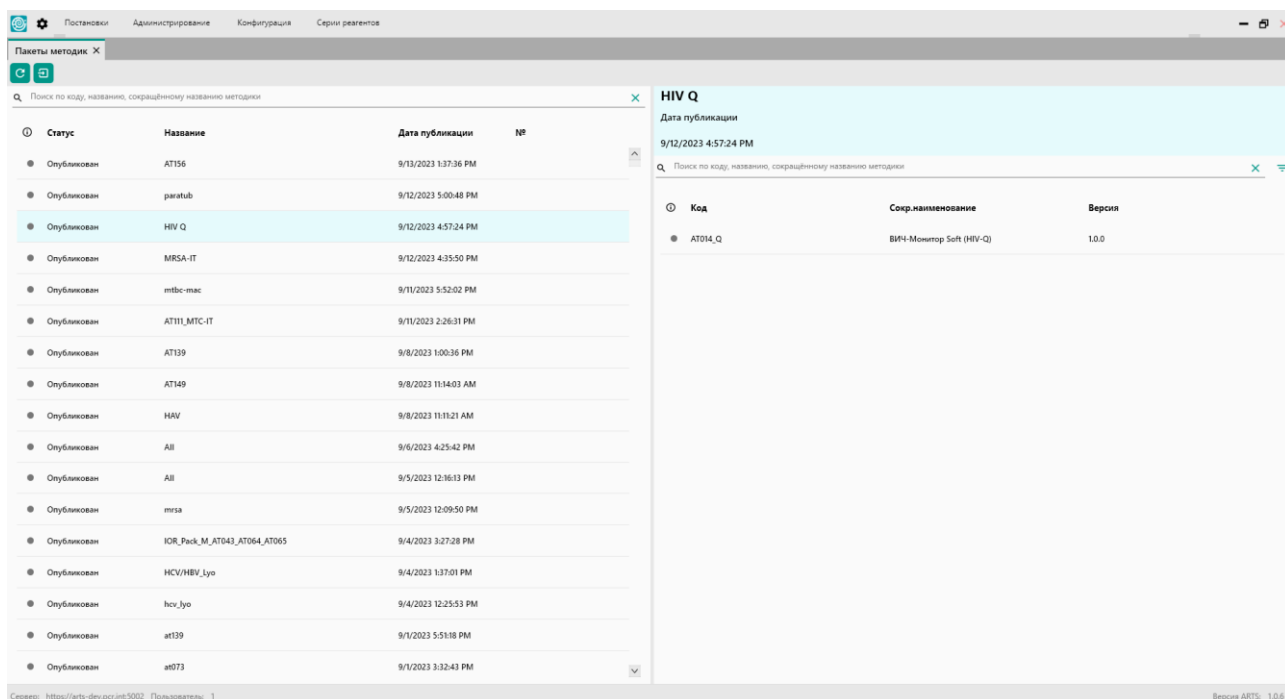 Постановки Администрирование Конфигурация Серии реагентов
Пакеты методик
Поиск по коду, названию, сокращённому названию методики
Статус Название Дата публикации №
Опубликован AT156 9/13/2023 1:37:36 PM
Опубликован paratub 9/12/2023 5:00:48 PM
Опубликован HIV Q 9/12/2023 4:57:24 PM
Опубликован MRSA-IT 9/12/2023 4:35:50 PM
Опубликован mtbc-mac 9/11/2023 5:52:02 PM
Опубликован AT111_MTC-IT 9/11/2023 2:26:31 PM
Опубликован AT139 9/8/2023 1:00:36 PM
Опубликован AT149 9/8/2023 11:14:03 AM
Опубликован HAV 9/8/2023 11:11:21 AM
Опубликован All 9/6/2023 4:25:42 PM
Опубликован All 9/5/2023 12:16:13 PM
Опубликован mrsa 9/5/2023 12:09:50 PM
Опубликован IOR_Pack_M_AT043_AT064_AT065 9/4/2023 3:27:28 PM
Опубликован HCV/HBV_Lyo 9/4/2023 1:37:01 PM
Опубликован hcv_lyo 9/4/2023 12:25:53 PM
Опубликован at139 9/1/2023 5:51:18 PM
Опубликован at073 9/1/2023 3:32:43 PM
HIV Q
Дата публикации
9/12/2023 4:57:24 PM
Поиск по коду, названию, сокращённому названию методики
Код Сокр.наименование Версия
AT014_Q ВИЧ-Монитор Soft (HIV-Q) 1.0.0
Сервер: https://arts-dev.pcr.int:5002 Пользователь: 1
Версия ARTS: